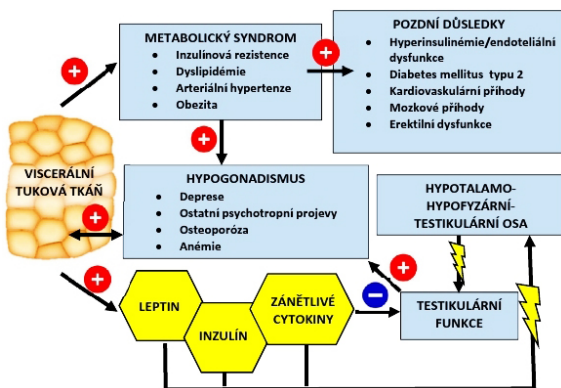 METABOLICKÝ SYNDROM
• Inzulínová rezistence
• Dyslipidémie
• Arteriální hypertenze
• Obezita
+
+
POZDNÍ DŮSLEDKY
• Hyperinsulinémie/endoteliální
dysfunkce
• Diabetes mellitus typu 2
• Kardiovaskulární příhody
• Mozkové příhody
• Erektilní dysfunkce
+
VISCERÁLNÍ
TUKOVÁ TKÁŇ
+
HYPOGONADISMUS
• Deprese
• Ostatní psychotropní projevy
• Osteoporóza
• Anémie
HYPOTALAMO-
HYPOFYZÁRNÍ-
TESTIKULÁRNÍ OSA
+
LEPTIN
INZULÍN
ZÁNĚTLIVÉ
CYTOKINY
−
+
TESTIKULÁRNÍ
FUNKCE